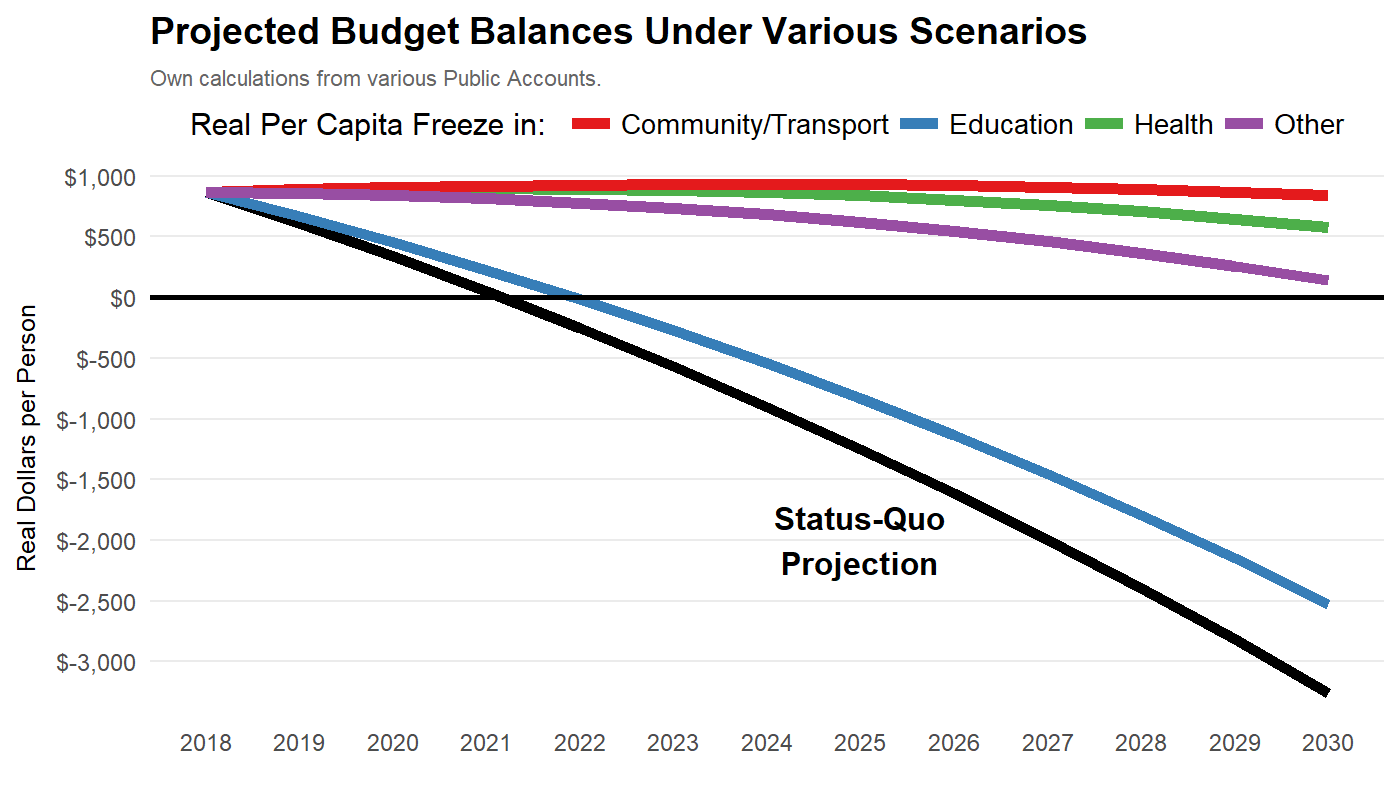 Projected Budget Balances Under Various Scenarios
Own calculations from various Public Accounts.
Real Per Capita Freeze in: Community/Transport Education Health Other
$1,000
$500
$0
$-500
$-1,000
$-1,500
$-2,000
$-2,500
$-3,000
Real Dollars per Person
Status-Quo
Projection
2018 2019 2020 2021 2022 2023 2024 2025 2026 2027 2028 2029 2030